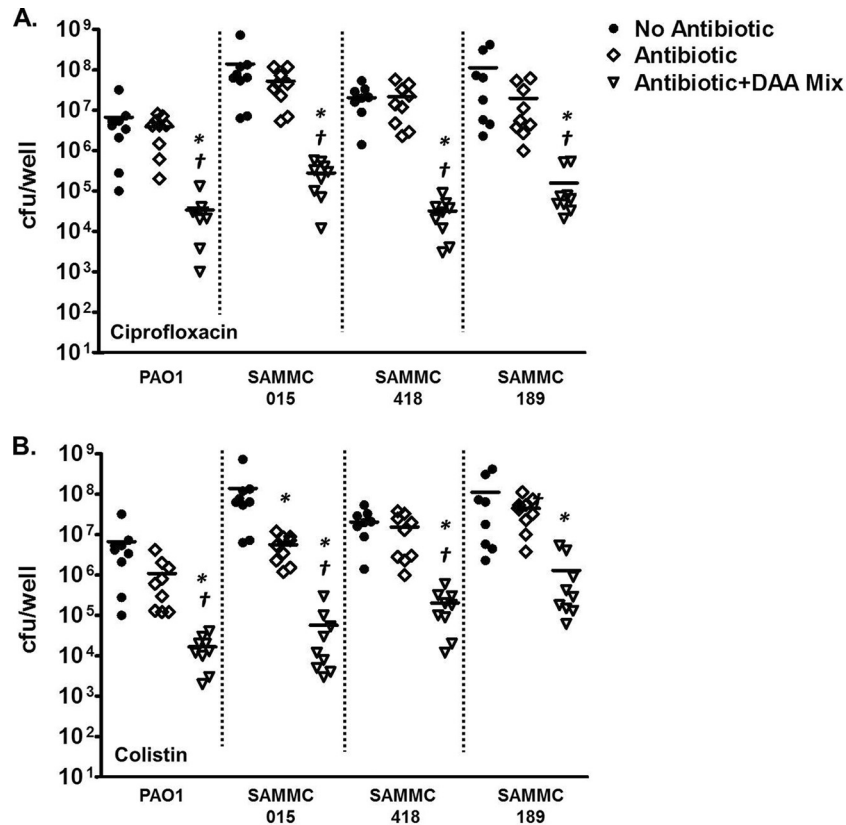 A.
No Antibiotic
Antibiotic
Antibiotic+DAA Mix
cfu/well
10⁹
10⁸
10⁷
10⁶
10⁵
10⁴
10³
10²
10¹
* †
* †
* †
* †
Ciprofloxacin
PAO1
SAMMC
015
SAMMC
418
SAMMC
189
B.
cfu/well
10⁹
10⁸
10⁷
10⁶
10⁵
10⁴
10³
10²
10¹
* †
*
* †
* †
†
*
Colistin
PAO1
SAMMC
015
SAMMC
418
SAMMC
189